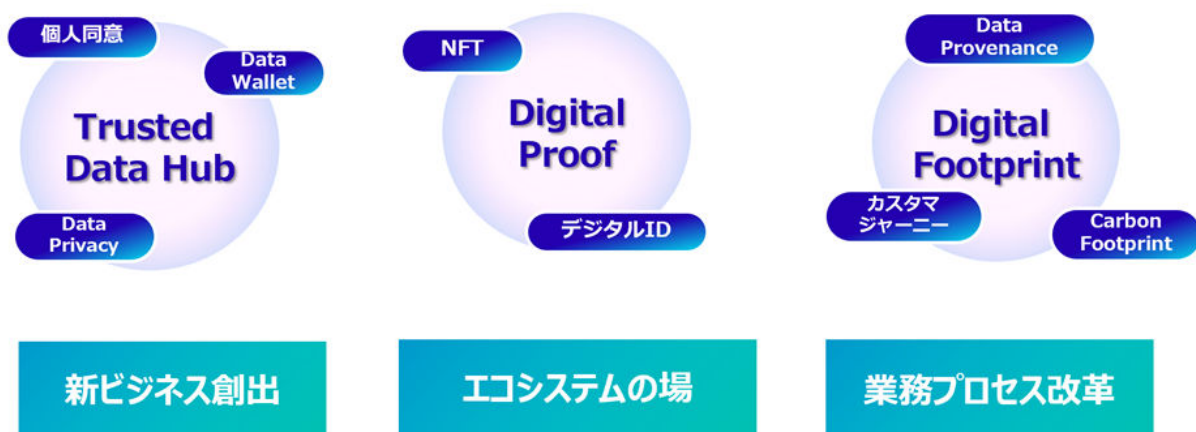 個人同意
Data
Wallet
Trusted
Data Hub
Data
Privacy
NFT
Digital
Proof
デジタルID
Data
Provenance
Digital
Footprint
カスタマ
ジャーニー
Carbon
Footprint
新ビジネス創出
エコシステムの場
業務プロセス改革